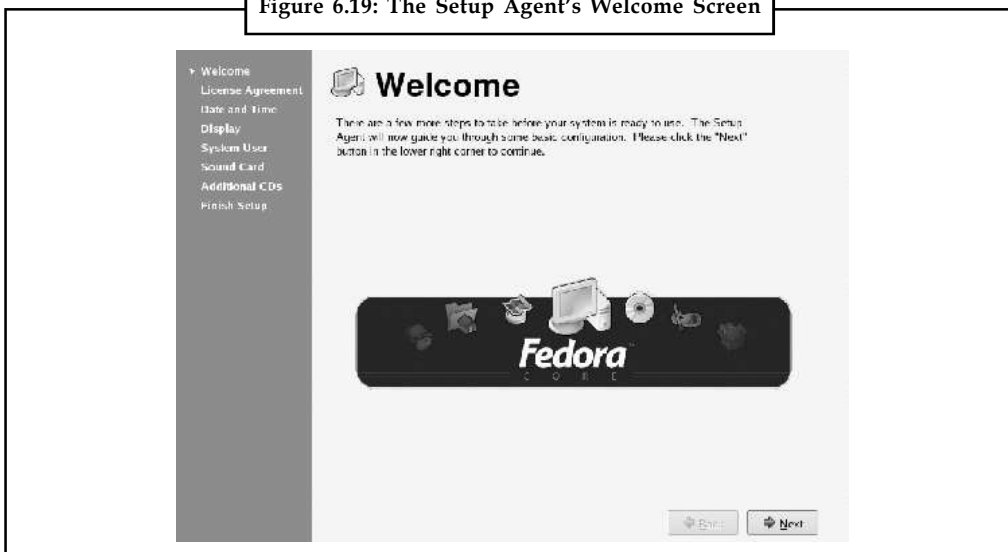 Figure 6.19: The Setup Agent's Welcome Screen
Welcome
License Agreement
Date and Time
Display
System User
Sound Card
Additional CDs
Finish Setup
Welcome
There are a few more steps to take before your system is ready to use. The Setup
Agent will now guide you through some basic configuration. Please click the "Next"
button in the lower right corner to continue.
Fedora™
CORE
Back
Next